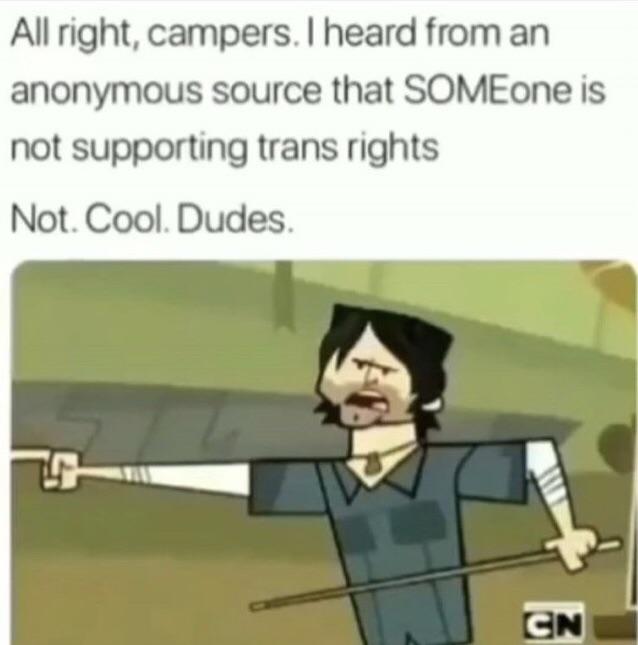 All right, campers. I heard from an
anonymous source that SOMEone is
not supporting trans rights
Not. Cool. Dudes.
CN